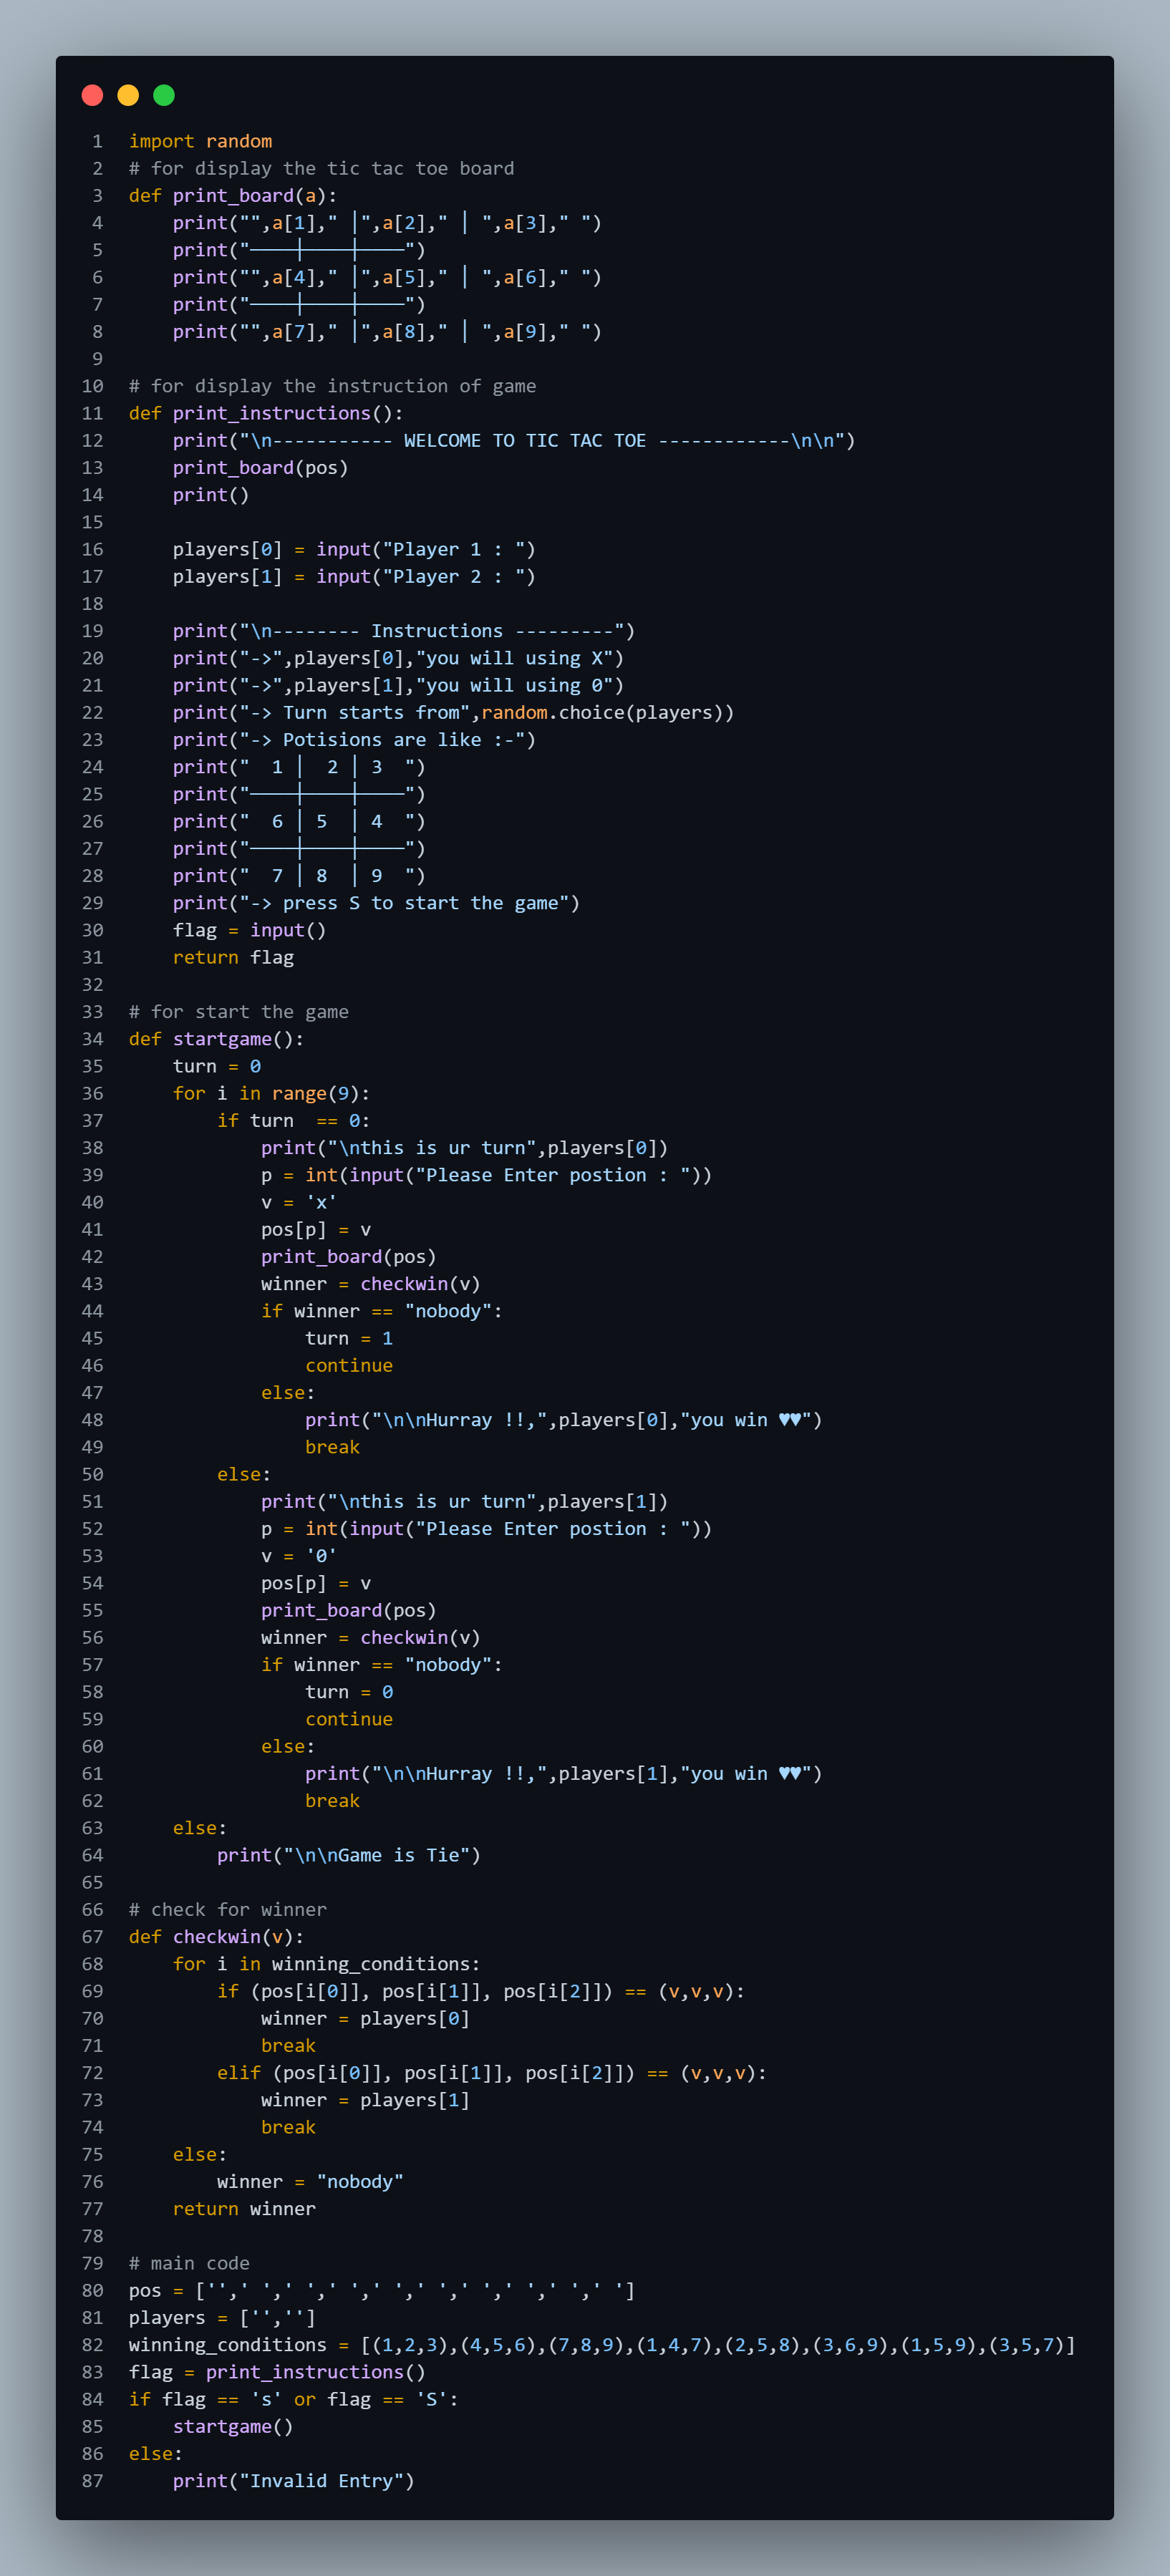 1 import random
2 # for display the tic tac toe board
3 def print_board(a):
4     print("",a[1]," │",a[2]," │ ",a[3]," ")
5     print("────┼────┼────")
6     print("",a[4]," │",a[5]," │ ",a[6]," ")
7     print("────┼────┼────")
8     print("",a[7]," │",a[8]," │ ",a[9]," ")
9
10 # for display the instruction of game
11 def print_instructions():
12     print("\n----------- WELCOME TO TIC TAC TOE ------------\n\n")
13     print_board(pos)
14     print()
15
16     players[0] = input("Player 1 : ")
17     players[1] = input("Player 2 : ")
18
19     print("\n-------- Instructions ---------")
20     print("->",players[0],"you will using X")
21     print("->",players[1],"you will using 0")
22     print("-> Turn starts from",random.choice(players))
23     print("-> Potisions are like :-")
24     print("  1 │  2 │ 3  ")
25     print("────┼────┼────")
26     print("  6 │ 5  │ 4  ")
27     print("────┼────┼────")
28     print("  7 │ 8  │ 9  ")
29     print("-> press S to start the game")
30     flag = input()
31     return flag
32
33 # for start the game
34 def startgame():
35     turn = 0
36     for i in range(9):
37         if turn  == 0:
38             print("\nthis is ur turn",players[0])
39             p = int(input("Please Enter postion : "))
40             v = 'x'
41             pos[p] = v
42             print_board(pos)
43             winner = checkwin(v)
44             if winner == "nobody":
45                 turn = 1
46                 continue
47             else:
48                 print("\n\nHurray !!,",players[0],"you win ♥♥")
49                 break
50         else:
51             print("\nthis is ur turn",players[1])
52             p = int(input("Please Enter postion : "))
53             v = '0'
54             pos[p] = v
55             print_board(pos)
56             winner = checkwin(v)
57             if winner == "nobody":
58                 turn = 0
59                 continue
60             else:
61                 print("\n\nHurray !!,",players[1],"you win ♥♥")
62                 break
63     else:
64         print("\n\nGame is Tie")
65
66 # check for winner
67 def checkwin(v):
68     for i in winning_conditions:
69         if (pos[i[0]], pos[i[1]], pos[i[2]]) == (v,v,v):
70             winner = players[0]
71             break
72         elif (pos[i[0]], pos[i[1]], pos[i[2]]) == (v,v,v):
73             winner = players[1]
74             break
75     else:
76         winner = "nobody"
77     return winner
78
79 # main code
80 pos = ['',' ',' ',' ',' ',' ',' ',' ',' ',' ']
81 players = ['','']
82 winning_conditions = [(1,2,3),(4,5,6),(7,8,9),(1,4,7),(2,5,8),(3,6,9),(1,5,9),(3,5,7)]
83 flag = print_instructions()
84 if flag == 's' or flag == 'S':
85     startgame()
86 else:
87     print("Invalid Entry")